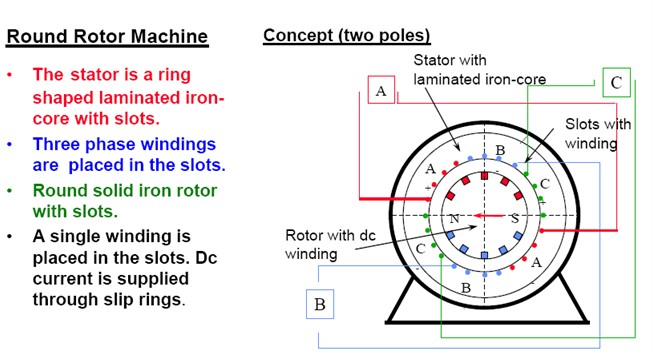 Round Rotor Machine
• The stator is a ring
shaped laminated iron-
core with slots.
• Three phase windings
are placed in the slots.
• Round solid iron rotor
with slots.
• A single winding is
placed in the slots. Dc
current is supplied
through slip rings.
Concept (two poles)
Stator with
laminated iron-core
A
C
Slots with
winding
B
-
A
+
C
+
N
S
Rotor with dc
winding
C
-
A
-
B
+
B